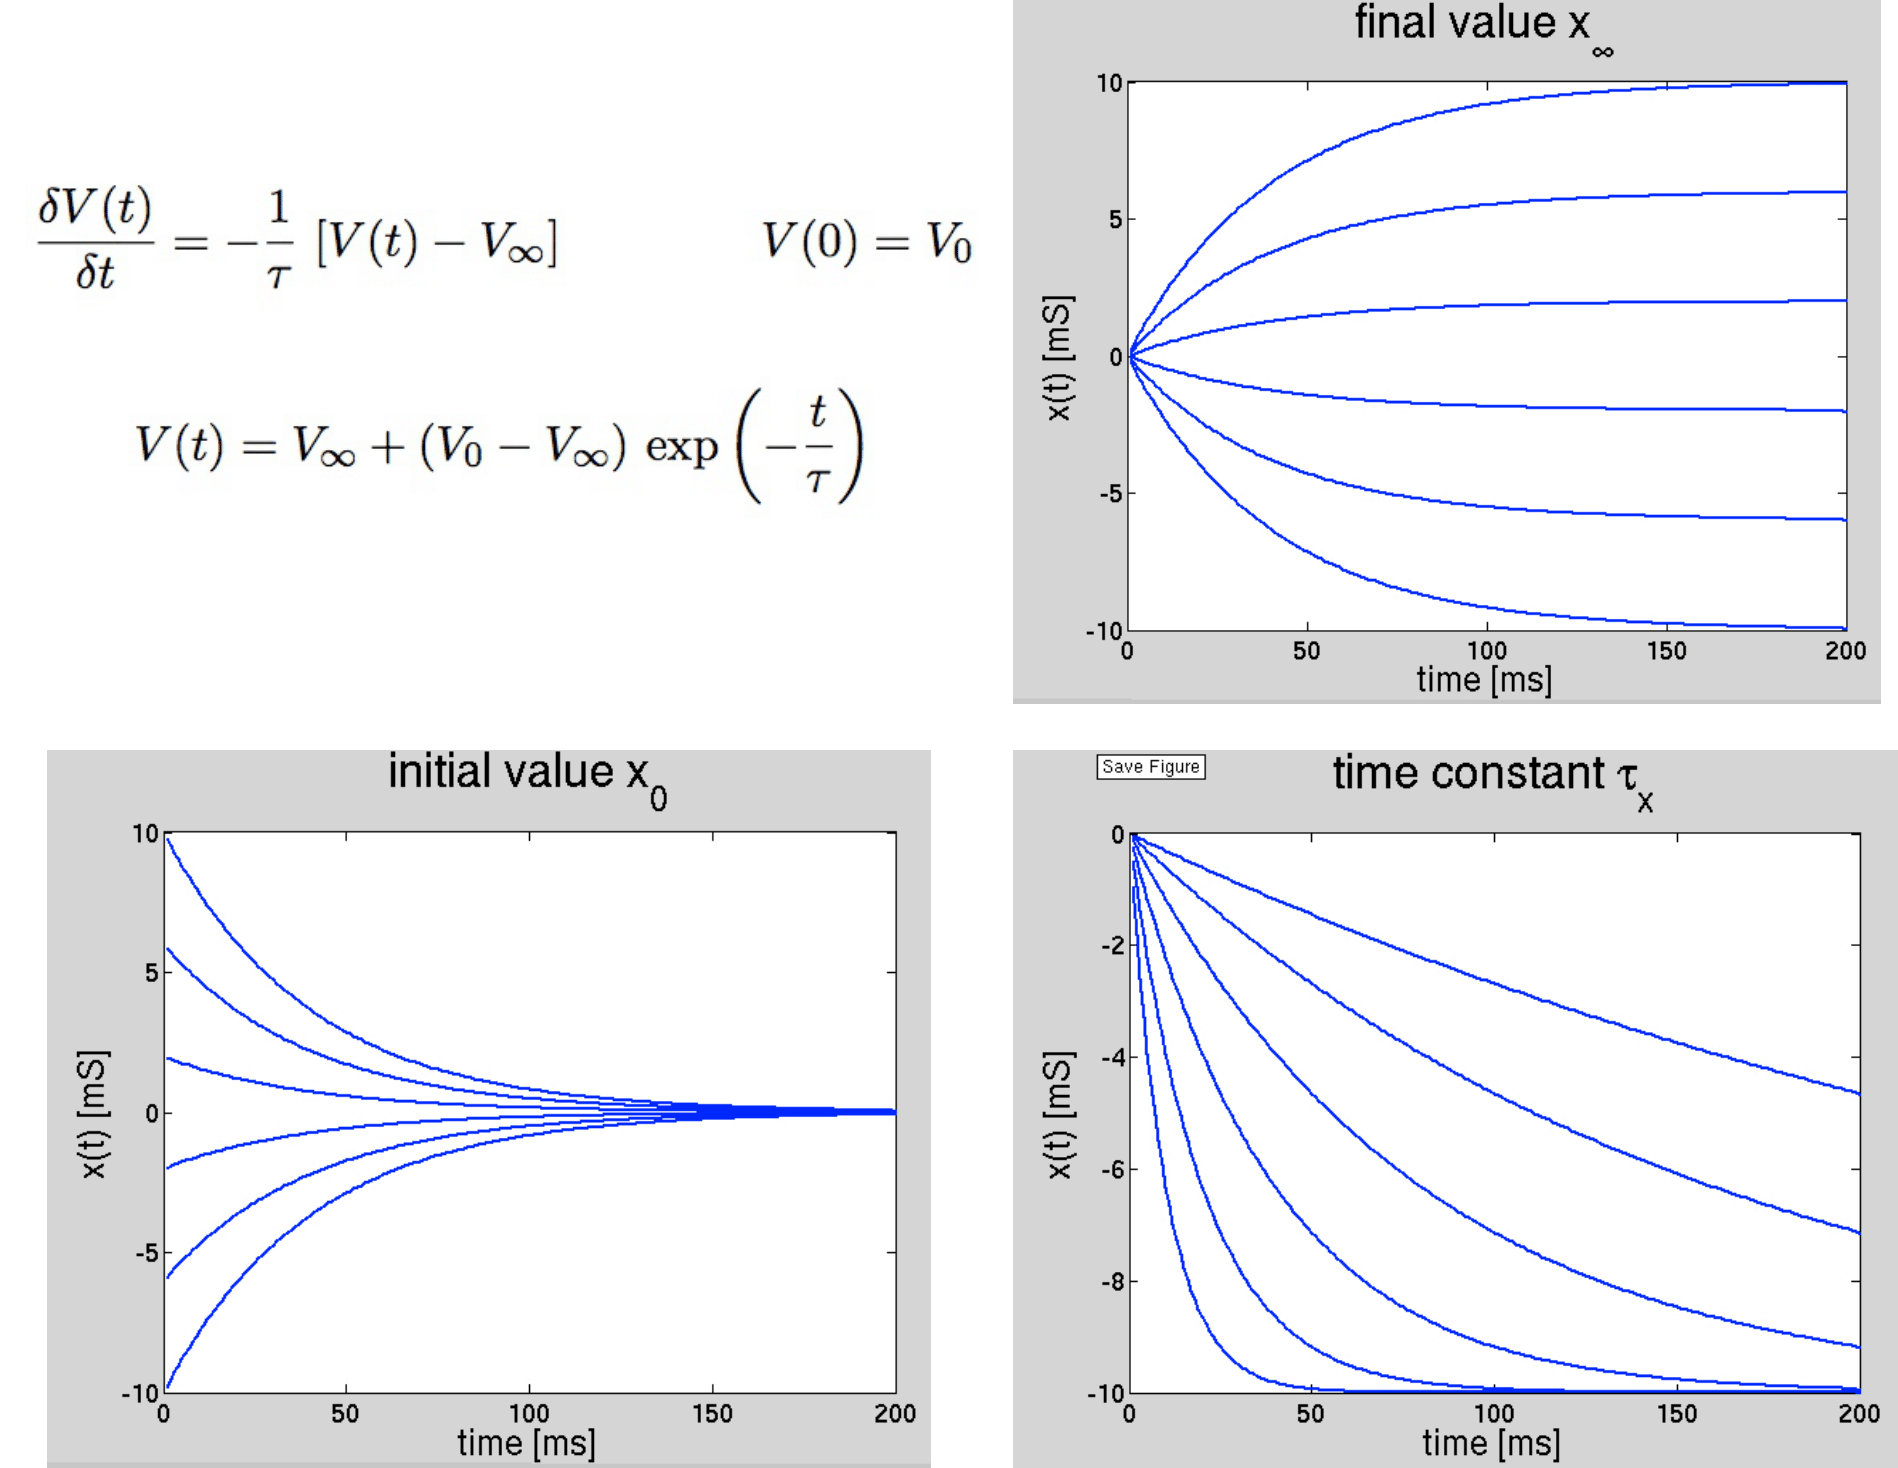 δV(t)/δt = −1/τ [V(t) − V∞]
V(0) = V₀
V(t) = V∞ + (V₀ − V∞) exp(−t/τ)
final value x∞
10
5
0
-5
-10
x(t) [mS]
0 50 100 150 200
time [ms]
initial value x₀
10
5
0
-5
-10
x(t) [mS]
0 50 100 150 200
time [ms]
Save Figure
time constant τₓ
0
-2
-4
-6
-8
-10
x(t) [mS]
0 50 100 150 200
time [ms]